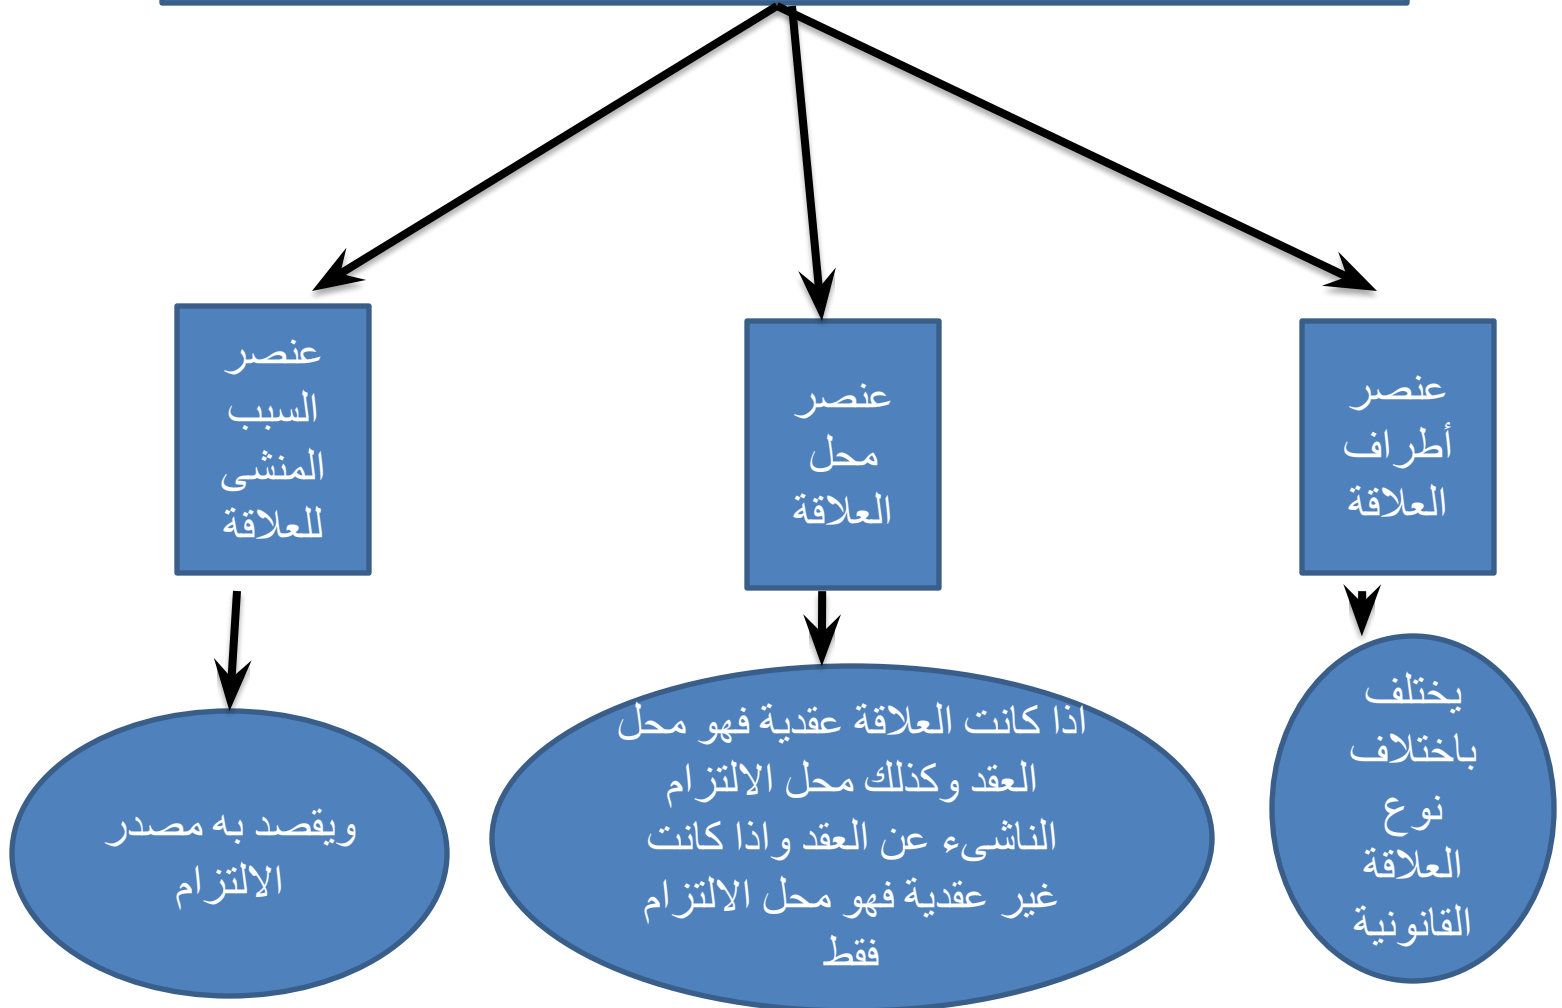 عنصر
أطراف
العلاقة
عنصر
محل
العلاقة
عنصر
السبب
المنشى
للعلاقة
يختلف
باختلاف
نوع
العلاقة
القانونية
اذا كانت العلاقة عقدية فهو محل
العقد وكذلك محل الالتزام
الناشىء عن العقد واذا كانت
غير عقدية فهو محل الالتزام
فقط
ويقصد به مصدر
الالتزام